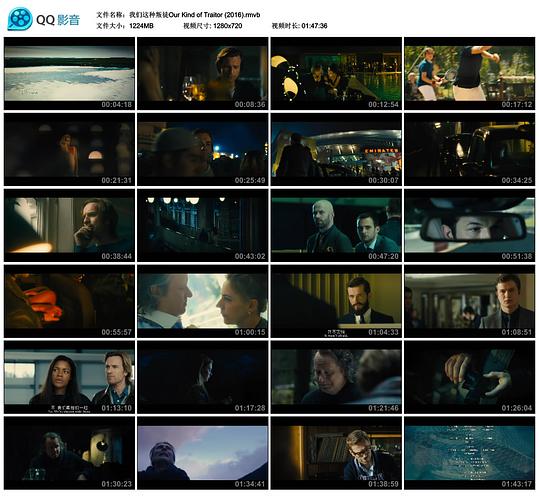 QQ影音
文件名称: 我们这种叛徒Our Kind of Traitor (2016).rmvb
文件大小: 1224MB 视频尺寸: 1280x720 视频时长: 01:47:36
00:04:18 00:08:36 00:12:54 00:17:12
EMIRATES
00:21:31 00:25:49 00:30:07 00:34:25
00:38:44 00:43:02 00:47:20 00:51:38
00:55:57 01:00:15 01:04:33 01:08:51
01:13:10 01:17:28 01:21:46 01:26:04
01:30:23 01:34:41 01:38:59 01:43:17